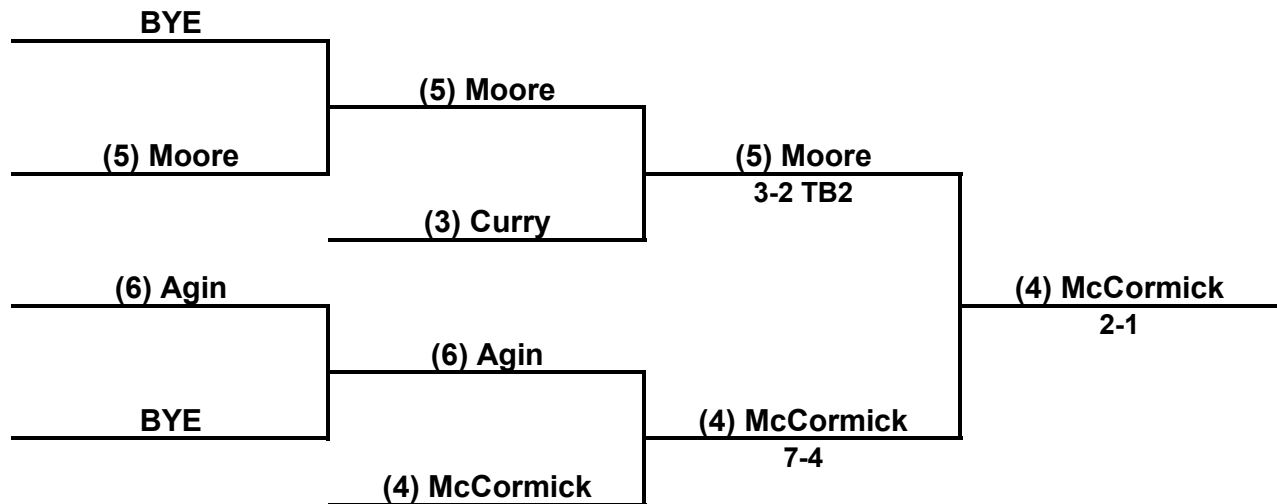 BYE
(5) Moore
(5) Moore
(5) Moore
3-2 TB2
(3) Curry
(6) Agin
(4) McCormick
2-1
(6) Agin
BYE
(4) McCormick
7-4
(4) McCormick